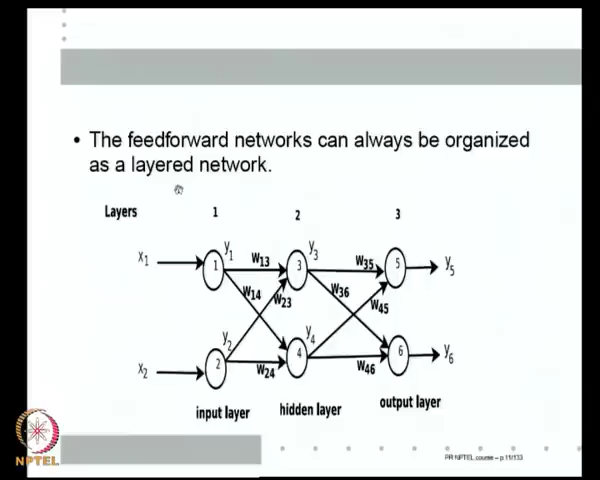 • The feedforward networks can always be organized
as a layered network.
Layers 1 2 3
x1 1 y1 w13 3 y3 w35 5 y5
w14 w23 w36 w45
x2 2 y2 w24 4 y4 w46 6 y6
input layer hidden layer output layer
NPTEL
PR NPTEL course – p.11/133